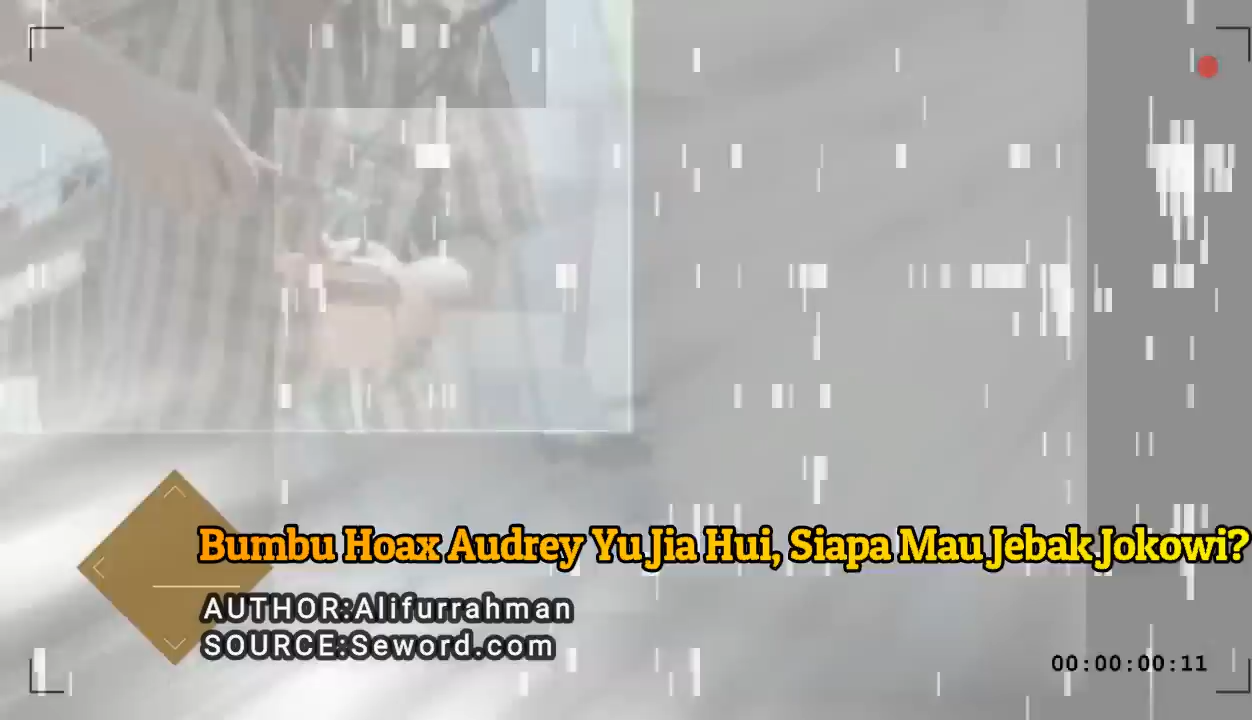 Bumbu Hoax Audrey Yu Jia Hui, Siapa Mau Jebak Jokowi?
AUTHOR:Alifurrahman
SOURCE:Seword.com
00:00:00:11